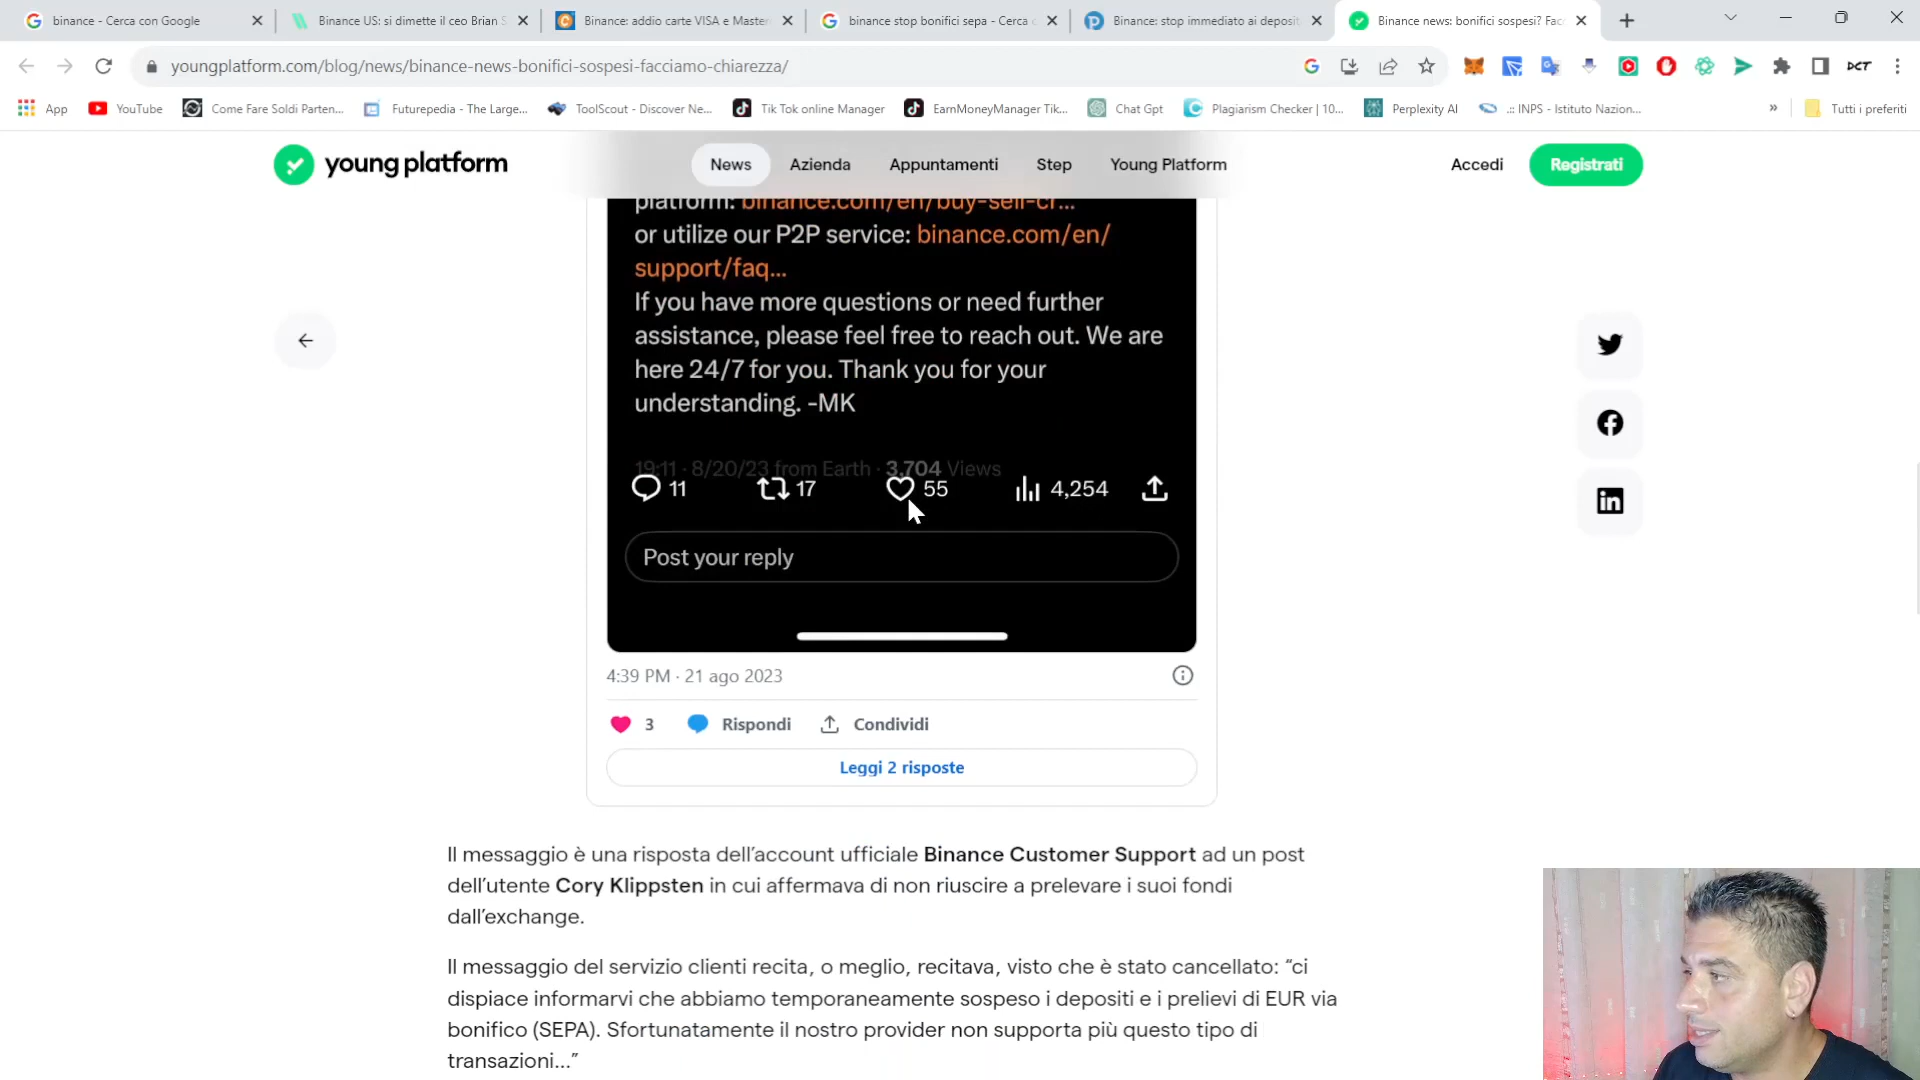 binance - Cerca con Google
Binance US: si dimette il ceo Brian S
Binance: addio carte VISA e Master
binance stop bonifici sepa - Cerca c
Binance: stop immediato ai deposit
Binance news: bonifici sospesi? Fac
youngplatform.com/blog/news/binance-news-bonifici-sospesi-facciamo-chiarezza/
DCT
App
YouTube
Come Fare Soldi Parten...
Futurepedia - The Large...
ToolScout - Discover Ne...
Tik Tok online Manager
EarnMoneyManager Tik...
Chat Gpt
Plagiarism Checker | 10...
Perplexity AI
.:: INPS - Istituto Nazion...
»
Tutti i preferiti
young platform
News
Azienda
Appuntamenti
Step
Young Platform
Accedi
Registrati
platform: binance.com/en/buy-sell-cr...
or utilize our P2P service: binance.com/en/
support/faq...
If you have more questions or need further
assistance, please feel free to reach out. We are
here 24/7 for you. Thank you for your
understanding. -MK
19:11 · 8/20/23 from Earth · 3,704 Views
11
17
55
4,254
Post your reply
4:39 PM · 21 ago 2023
3
Rispondi
Condividi
Leggi 2 risposte
Il messaggio è una risposta dell'account ufficiale Binance Customer Support ad un post
dell'utente Cory Klippsten in cui affermava di non riuscire a prelevare i suoi fondi
dall'exchange.
Il messaggio del servizio clienti recita, o meglio, recitava, visto che è stato cancellato: “ci
dispiace informarvi che abbiamo temporaneamente sospeso i depositi e i prelievi di EUR via
bonifico (SEPA). Sfortunatamente il nostro provider non supporta più questo tipo di
transazioni...”